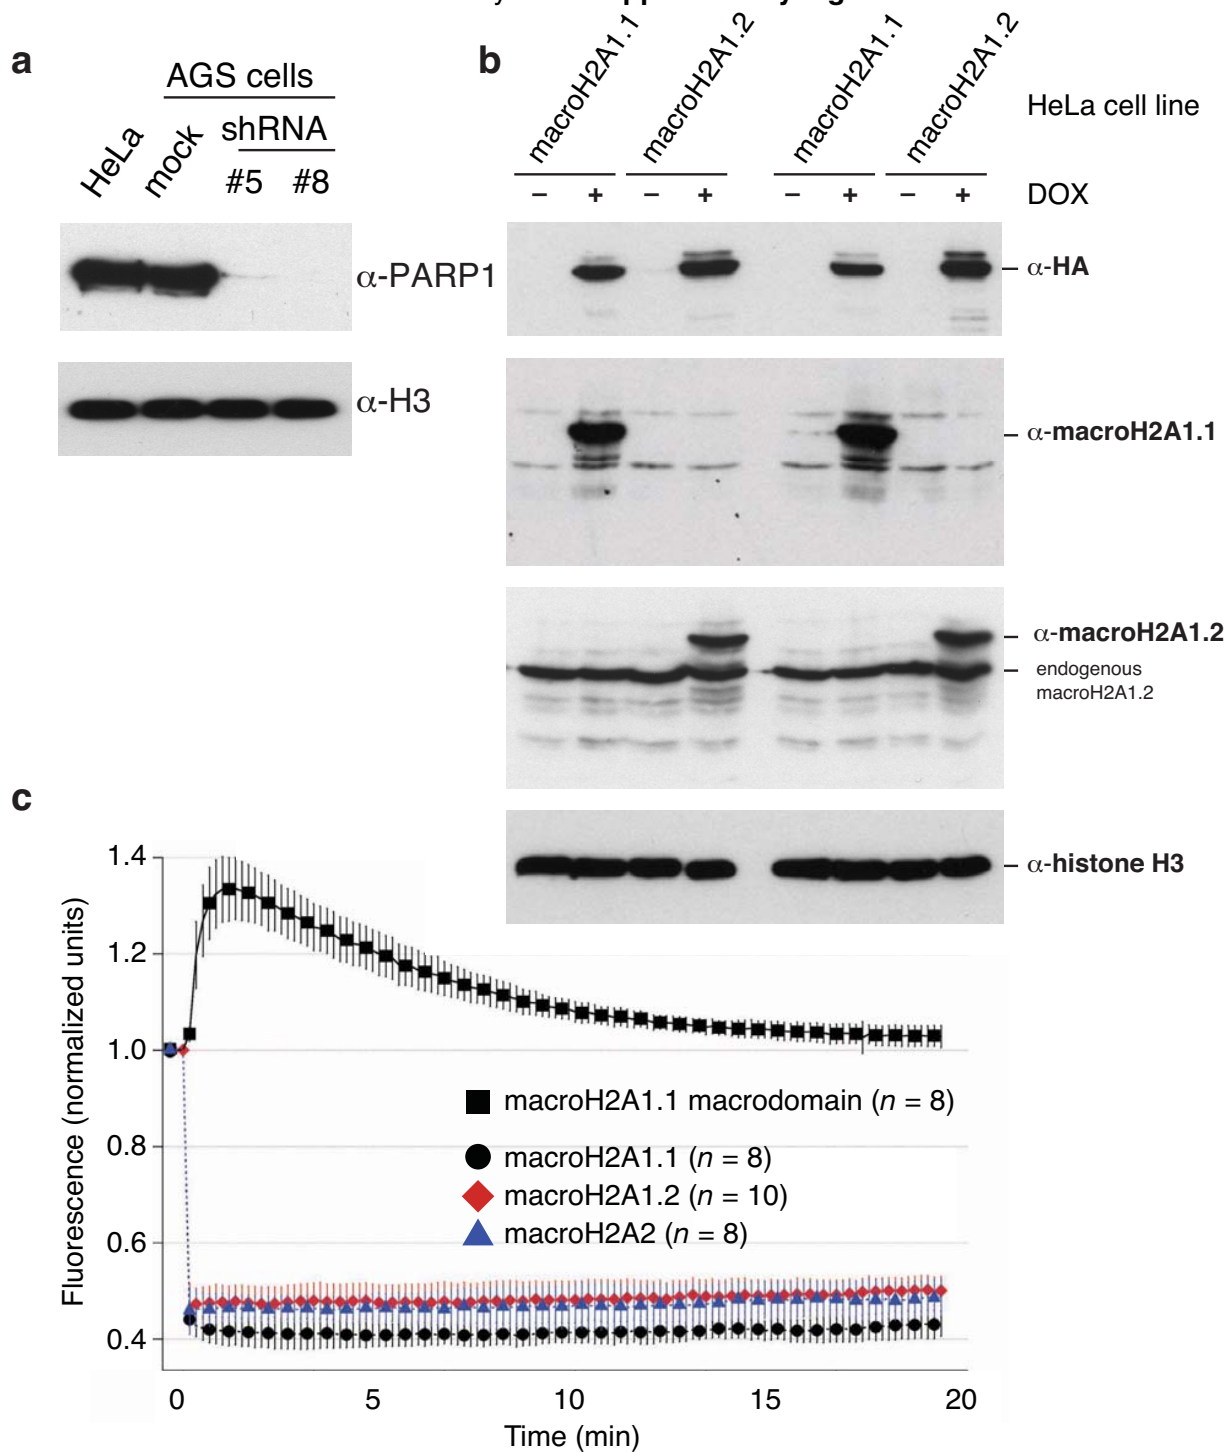 a
AGS cells
HeLa
mock
shRNA
#5 #8
α-PARP1
α-H3
b
macroH2A1.1
macroH2A1.2
macroH2A1.1
macroH2A1.2
HeLa cell line
– + – + – + – + DOX
α-HA
α-macroH2A1.1
α-macroH2A1.2
endogenous
macroH2A1.2
α-histone H3
c
Fluorescence (normalized units)
1.4
1.2
1.0
0.8
0.6
0.4
macroH2A1.1 macrodomain (n = 8)
macroH2A1.1 (n = 8)
macroH2A1.2 (n = 10)
macroH2A2 (n = 8)
0 5 10 15 20
Time (min)